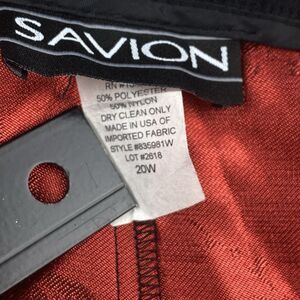 SAVION
RN
50% POLYESTER
50% NYLON
DRY CLEAN ONLY
MADE IN USA OF
IMPORTED FABRIC
STYLE #835981W
LOT #2618
20W